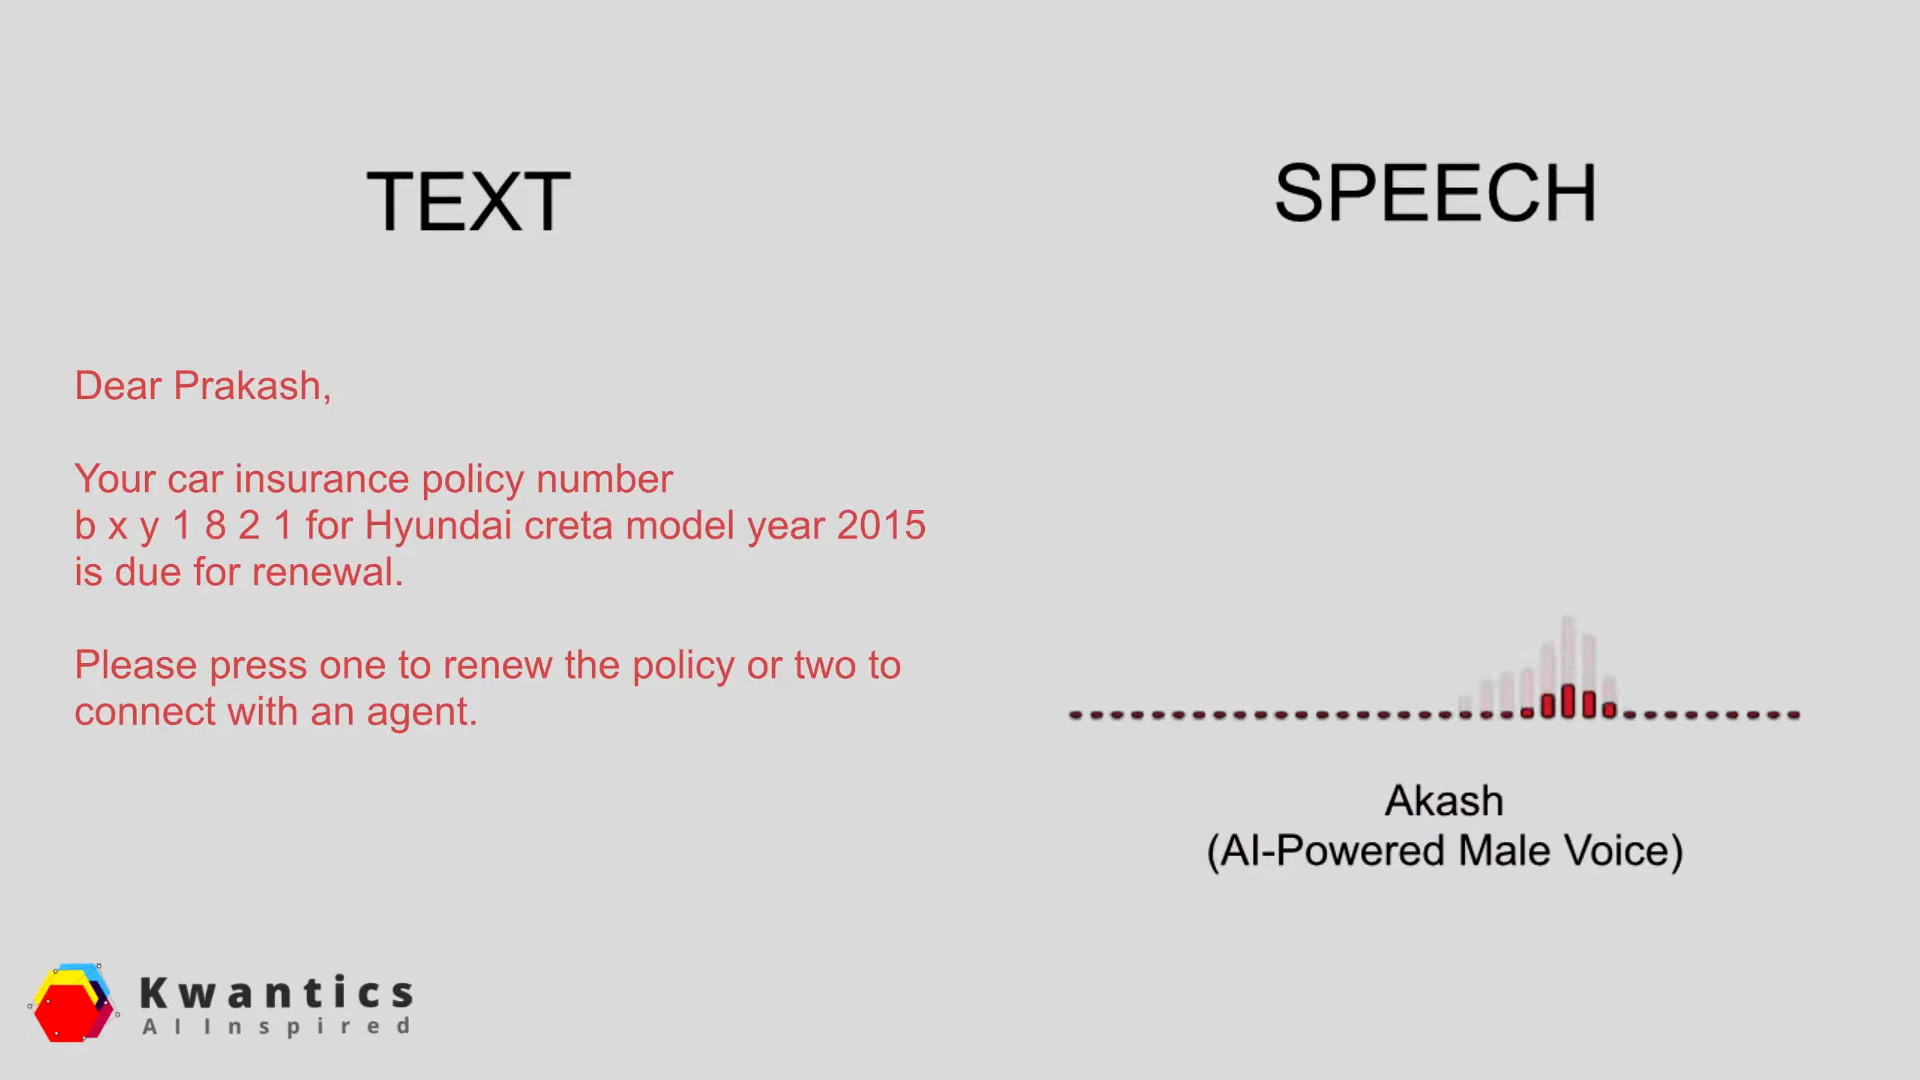 TEXT
SPEECH
Dear Prakash,
Your car insurance policy number
b x y 1 8 2 1 for Hyundai creta model year 2015
is due for renewal.
Please press one to renew the policy or two to
connect with an agent.
Akash
(AI-Powered Male Voice)
Kwantics
AI Inspired